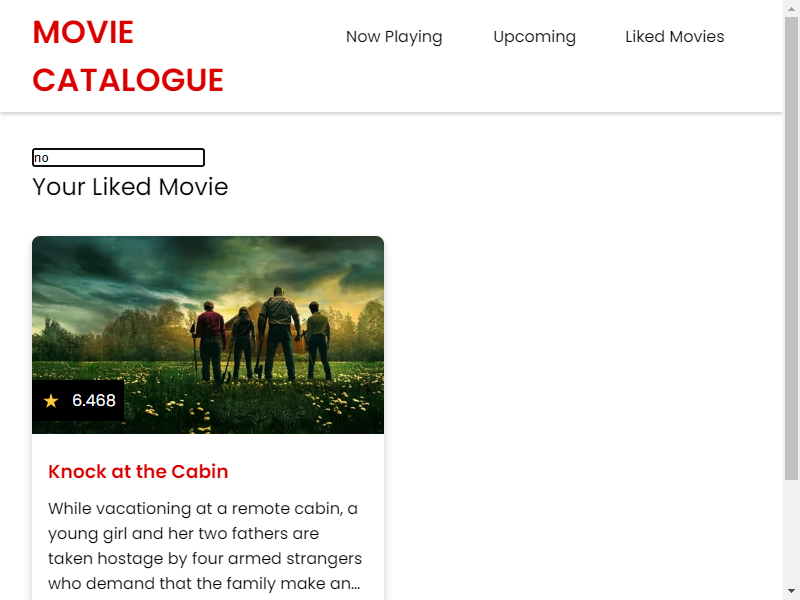 MOVIE
CATALOGUE
Now Playing
Upcoming
Liked Movies
no
Your Liked Movie
6.468
Knock at the Cabin
While vacationing at a remote cabin, a
young girl and her two fathers are
taken hostage by four armed strangers
who demand that the family make an...